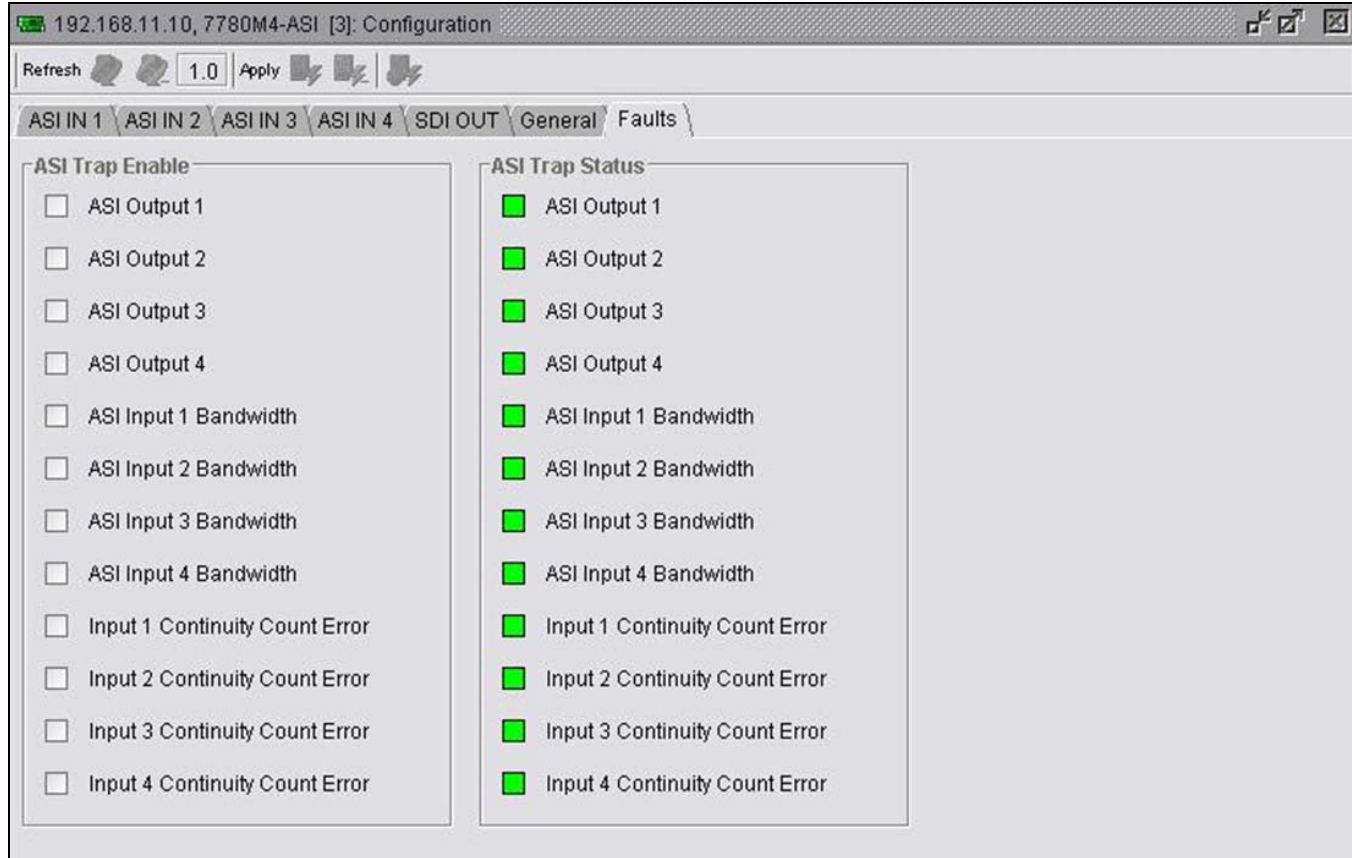 192.168.11.10, 7780M4-ASI [3]: Configuration
Refresh 1.0 Apply
ASI IN 1 ASI IN 2 ASI IN 3 ASI IN 4 SDI OUT General Faults
ASI Trap Enable
ASI Output 1
ASI Output 2
ASI Output 3
ASI Output 4
ASI Input 1 Bandwidth
ASI Input 2 Bandwidth
ASI Input 3 Bandwidth
ASI Input 4 Bandwidth
Input 1 Continuity Count Error
Input 2 Continuity Count Error
Input 3 Continuity Count Error
Input 4 Continuity Count Error
ASI Trap Status
ASI Output 1
ASI Output 2
ASI Output 3
ASI Output 4
ASI Input 1 Bandwidth
ASI Input 2 Bandwidth
ASI Input 3 Bandwidth
ASI Input 4 Bandwidth
Input 1 Continuity Count Error
Input 2 Continuity Count Error
Input 3 Continuity Count Error
Input 4 Continuity Count Error